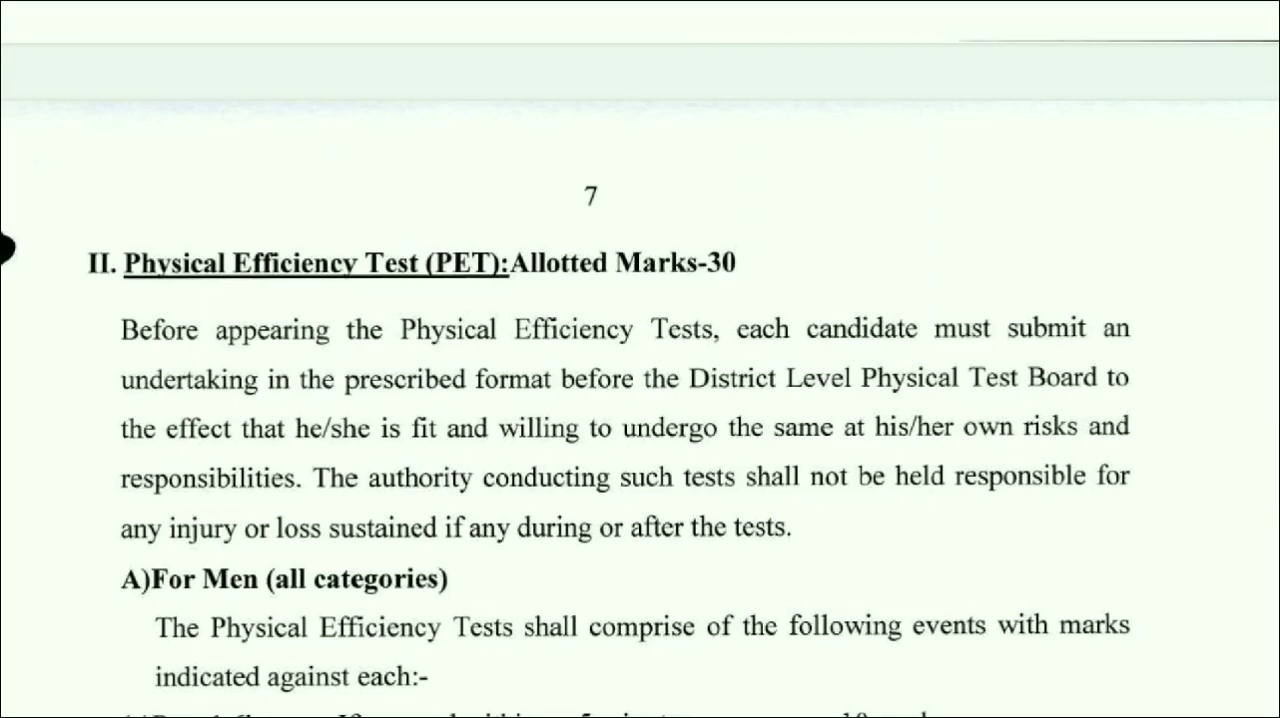 7
II. Physical Efficiency Test (PET):Allotted Marks-30
Before appearing the Physical Efficiency Tests, each candidate must submit an
undertaking in the prescribed format before the District Level Physical Test Board to
the effect that he/she is fit and willing to undergo the same at his/her own risks and
responsibilities. The authority conducting such tests shall not be held responsible for
any injury or loss sustained if any during or after the tests.
A)For Men (all categories)
The Physical Efficiency Tests shall comprise of the following events with marks
indicated against each:-